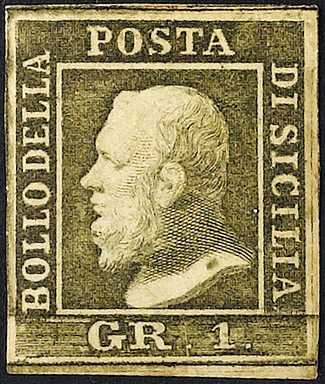 BOLLO DELLA
POSTA
DI SICILIA
GR. 1.